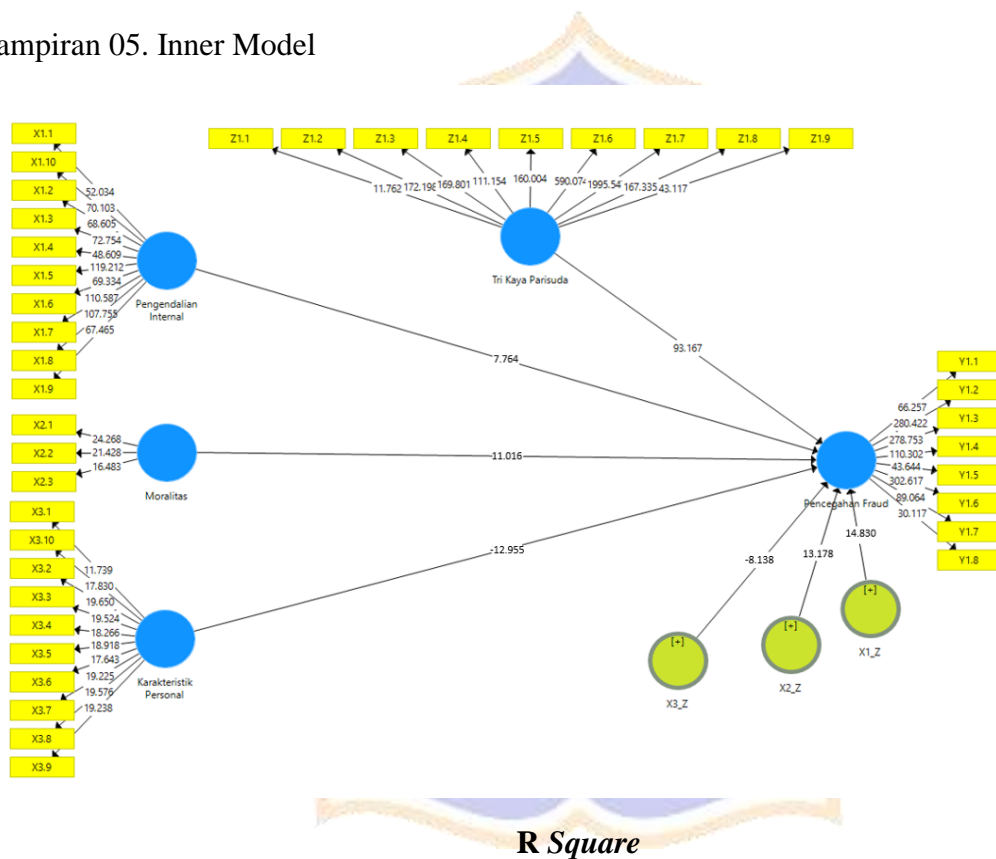 ampiran 05. Inner Model
X1.1
X1.10
X1.2
X1.3
X1.4
X1.5
X1.6
X1.7
X1.8
X1.9
52.034
70.103
68.605
72.754
48.609
119.212
69.334
110.587
107.755
67.465
Pengendalian
Internal
Z1.1 Z1.2 Z1.3 Z1.4 Z1.5 Z1.6 Z1.7 Z1.8 Z1.9
11.762 172.198 169.801 111.154 160.004 590.074 1995.54 167.335 43.117
Tri Kaya Parisuda
7.764
93.167
X2.1
X2.2
X2.3
24.268
21.428
16.483
Moralitas
11.016
X3.1
X3.10
X3.2
X3.3
X3.4
X3.5
X3.6
X3.7
X3.8
X3.9
11.739
17.830
19.650
19.524
18.266
18.918
17.643
19.225
19.576
19.238
Karakteristik
Personal
-12.955
Pencegahan Fraud
Y1.1
Y1.2
Y1.3
Y1.4
Y1.5
Y1.6
Y1.7
Y1.8
66.257
280.422
278.753
110.302
43.644
302.617
89.064
30.117
-8.138
13.178
14.830
[+]
X3_Z
[+]
X2_Z
[+]
X1_Z
R Square